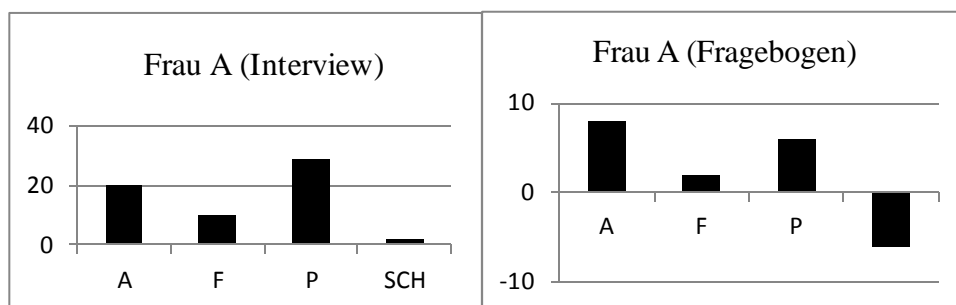 Frau A (Interview)
40
20
0
A F P SCH
Frau A (Fragebogen)
10
0
A F P
-10